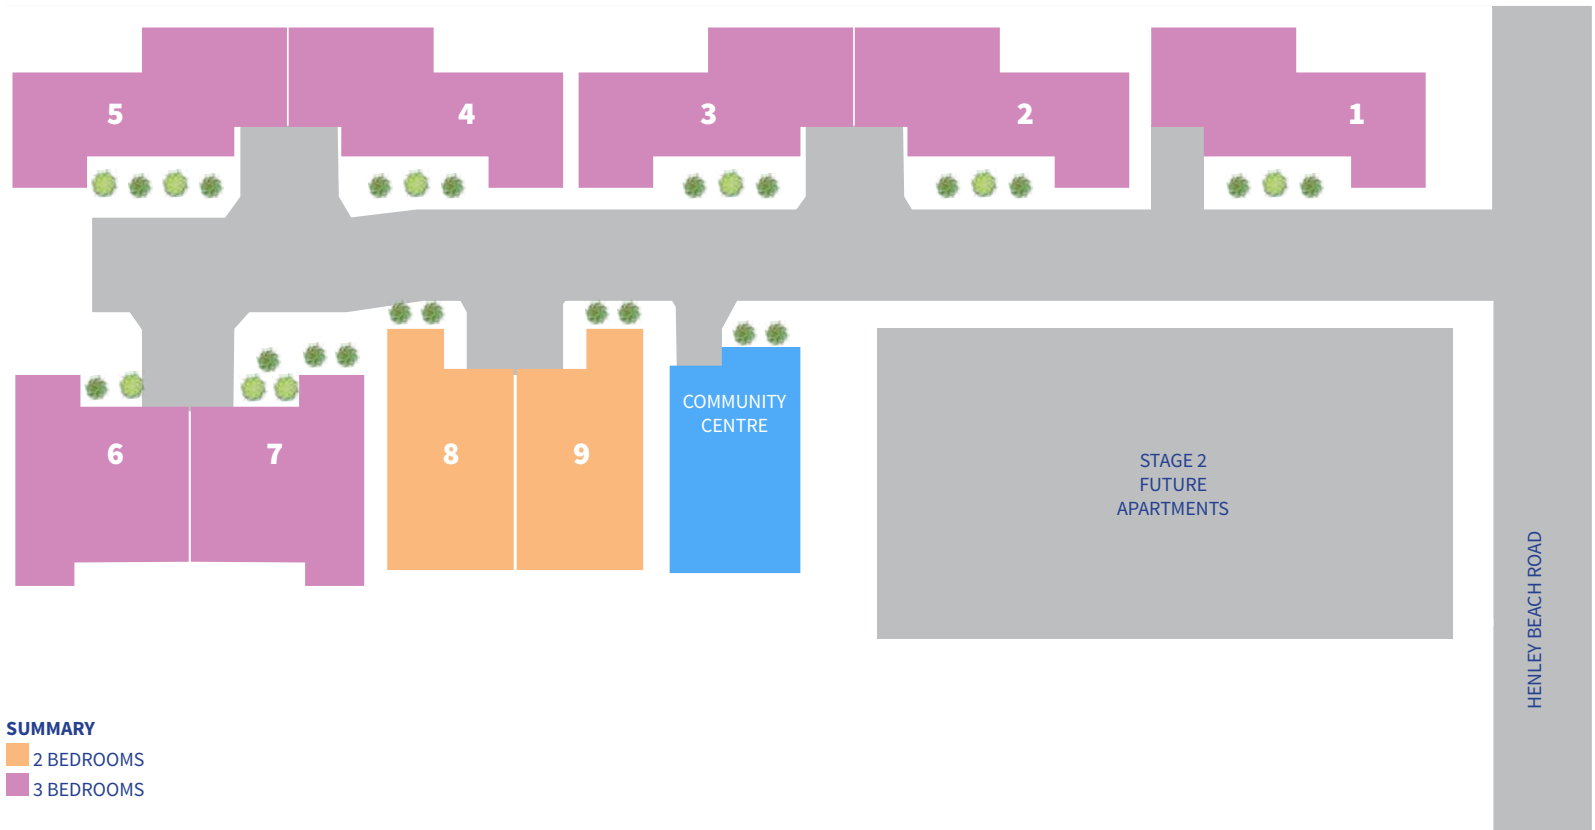 5
4
3
2
1
6
7
8
9
COMMUNITY
CENTRE
STAGE 2
FUTURE
APARTMENTS
HENLEY BEACH ROAD
SUMMARY
2 BEDROOMS
3 BEDROOMS